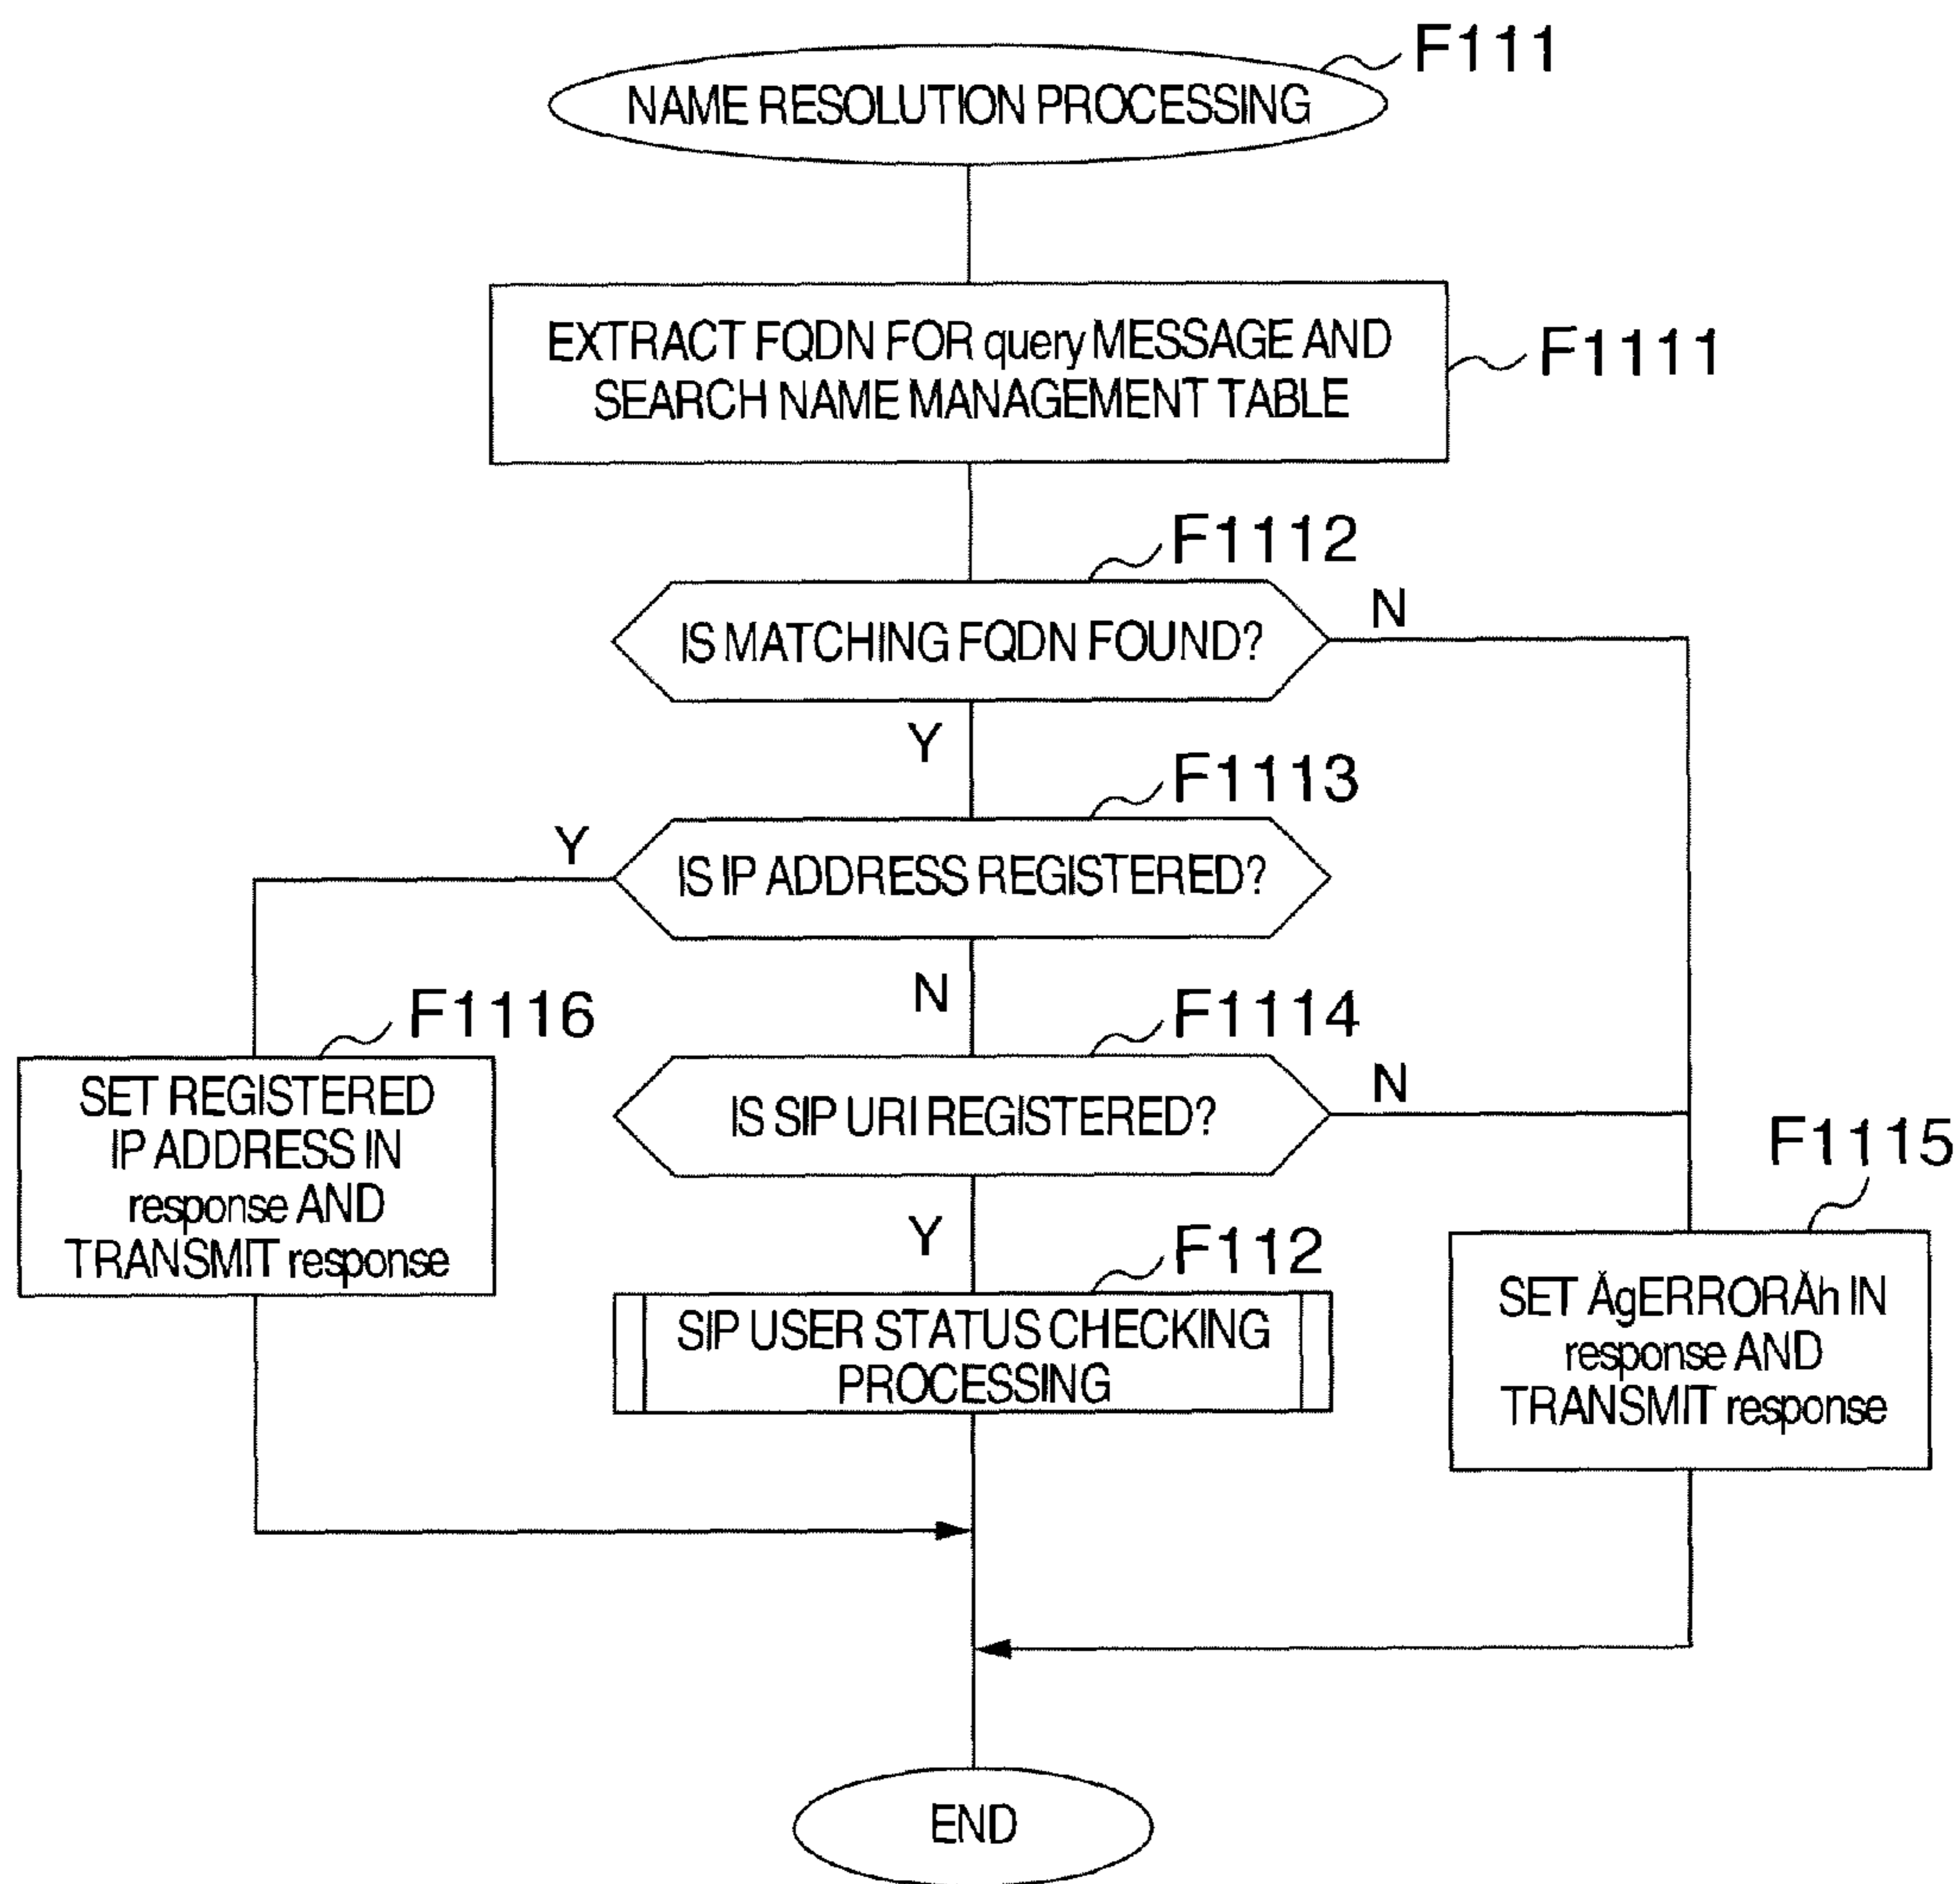 F111
NAME RESOLUTION PROCESSING
EXTRACT FQDN FOR query MESSAGE AND
SEARCH NAME MANAGEMENT TABLE
F1111
F1112
IS MATCHING FQDN FOUND?
N
Y
F1113
Y
IS IP ADDRESS REGISTERED?
N
F1116
SET REGISTERED
IP ADDRESS IN
response AND
TRANSMIT response
F1114
IS SIP URI REGISTERED?
N
Y
F1115
SET ĂgERRORĂh IN
response AND
TRANSMIT response
F112
SIP USER STATUS CHECKING
PROCESSING
END